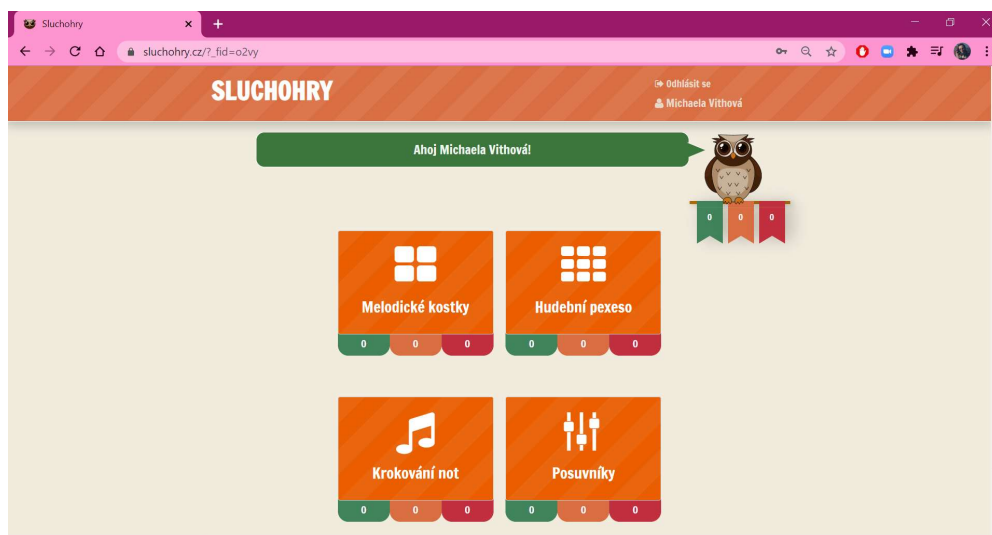 Sluchohry
sluchohry.cz/?_fid=o2vy
SLUCHOHRY
Odhlásit se
Michaela Vithová
Ahoj Michaela Vithová!
0 0 0
Melodické kostky
0 0 0
Hudební pexeso
0 0 0
Krokování not
0 0 0
Posuvníky
0 0 0